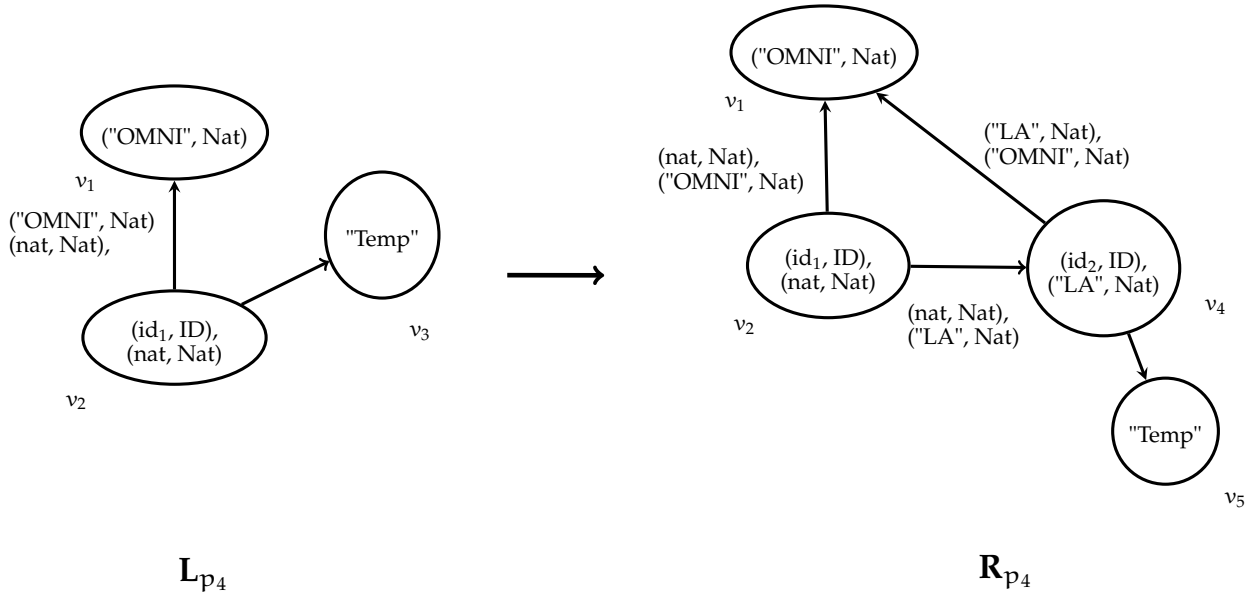 ("OMNI", Nat)
v₁
("OMNI", Nat)
(nat, Nat),
"Temp"
v₃
(id₁, ID),
(nat, Nat)
v₂
L_p₄
("OMNI", Nat)
v₁
("LA", Nat),
("OMNI", Nat)
(nat, Nat),
("OMNI", Nat)
(id₁, ID),
(nat, Nat)
v₂
(id₂, ID),
("LA", Nat)
v₄
(nat, Nat),
("LA", Nat)
"Temp"
v₅
R_p₄